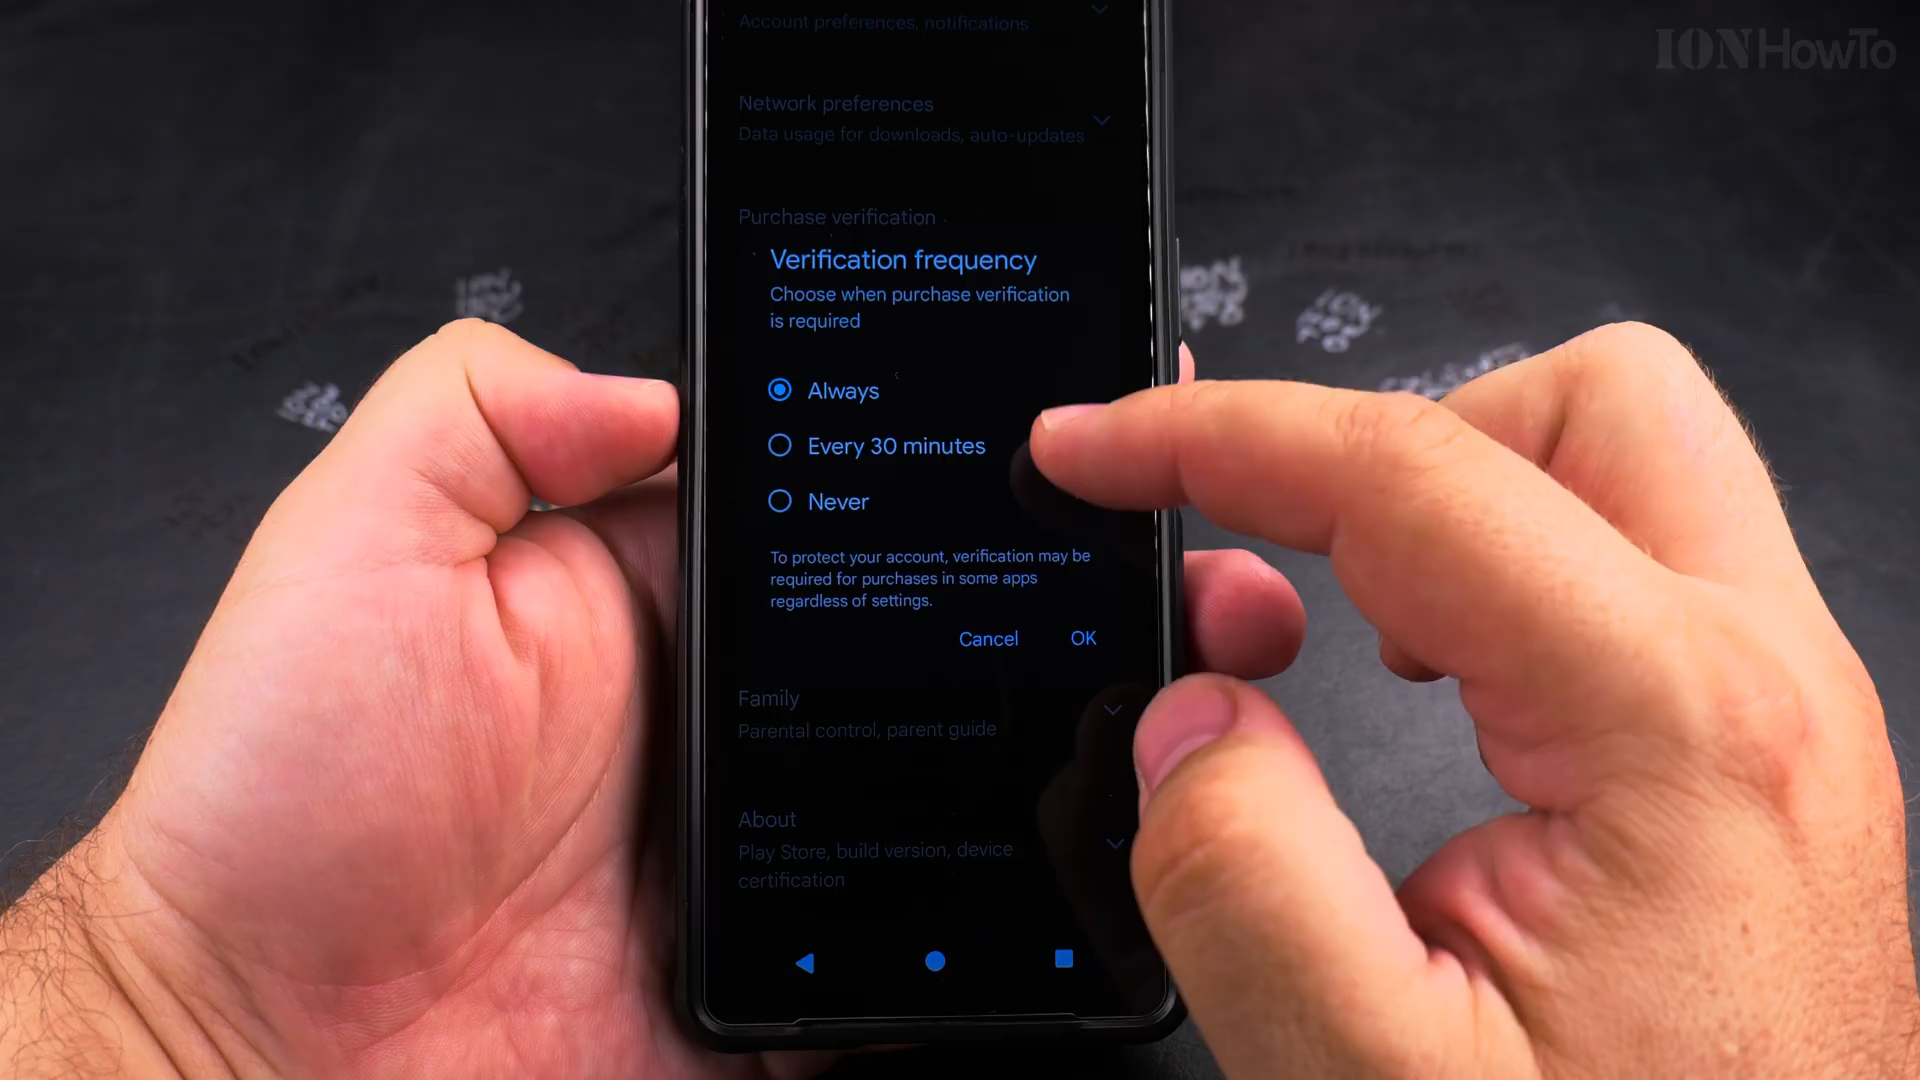 IONHowTo
Account preferences, notifications
Network preferences
Data usage for downloads, auto-updates
Purchase verification
Verification frequency
Choose when purchase verification
is required
Always
Every 30 minutes
Never
To protect your account, verification may be
required for purchases in some apps
regardless of settings.
Cancel OK
Family
Parental control, parent guide
About
Play Store, build version, device
certification